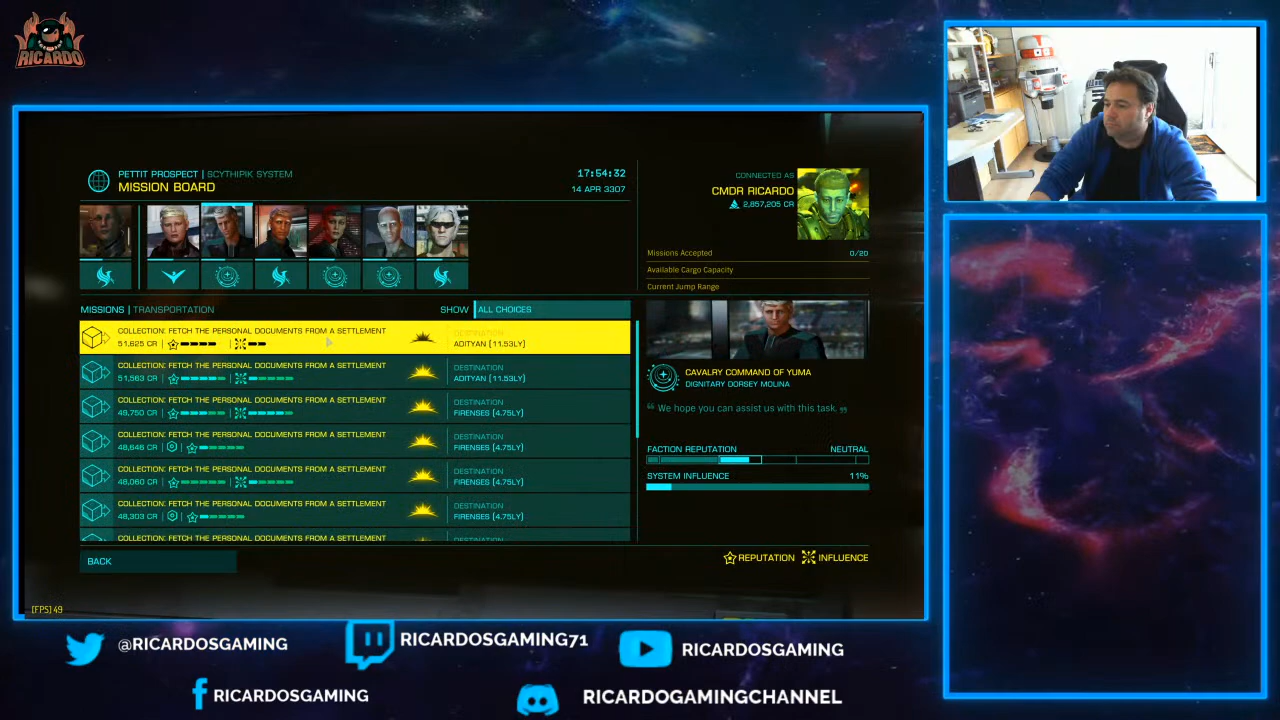 RICARDO
PETTIT PROSPECT | SCYTHIPIK SYSTEM
MISSION BOARD
17:54:32
14 APR 3307
CONNECTED AS
CMDR RICARDO
2,857,205 CR
Missions Accepted 0/20
Available Cargo Capacity
Current Jump Range
MISSIONS | TRANSPORTATION
SHOW ALL CHOICES
COLLECTION: FETCH THE PERSONAL DOCUMENTS FROM A SETTLEMENT
51,625 CR
DESTINATION
ADITYAN (11.53LY)
COLLECTION: FETCH THE PERSONAL DOCUMENTS FROM A SETTLEMENT
51,563 CR
DESTINATION
ADITYAN (11.53LY)
COLLECTION: FETCH THE PERSONAL DOCUMENTS FROM A SETTLEMENT
49,750 CR
DESTINATION
FIRENSES (4.75LY)
COLLECTION: FETCH THE PERSONAL DOCUMENTS FROM A SETTLEMENT
48,646 CR
DESTINATION
FIRENSES (4.75LY)
COLLECTION: FETCH THE PERSONAL DOCUMENTS FROM A SETTLEMENT
48,060 CR
DESTINATION
FIRENSES (4.75LY)
COLLECTION: FETCH THE PERSONAL DOCUMENTS FROM A SETTLEMENT
48,303 CR
DESTINATION
FIRENSES (4.75LY)
COLLECTION: FETCH THE PERSONAL DOCUMENTS FROM A SETTLEMENT
DESTINATION
CAVALRY COMMAND OF YUMA
DIGNITARY DORSEY MOLINA
“ We hope you can assist us with this task. ”
FACTION REPUTATION NEUTRAL
SYSTEM INFLUENCE 11%
BACK
REPUTATION INFLUENCE
[FPS] 49
@RICARDOSGAMING
RICARDOSGAMING71
RICARDOSGAMING
RICARDOSGAMING
RICARDOGAMINGCHANNEL